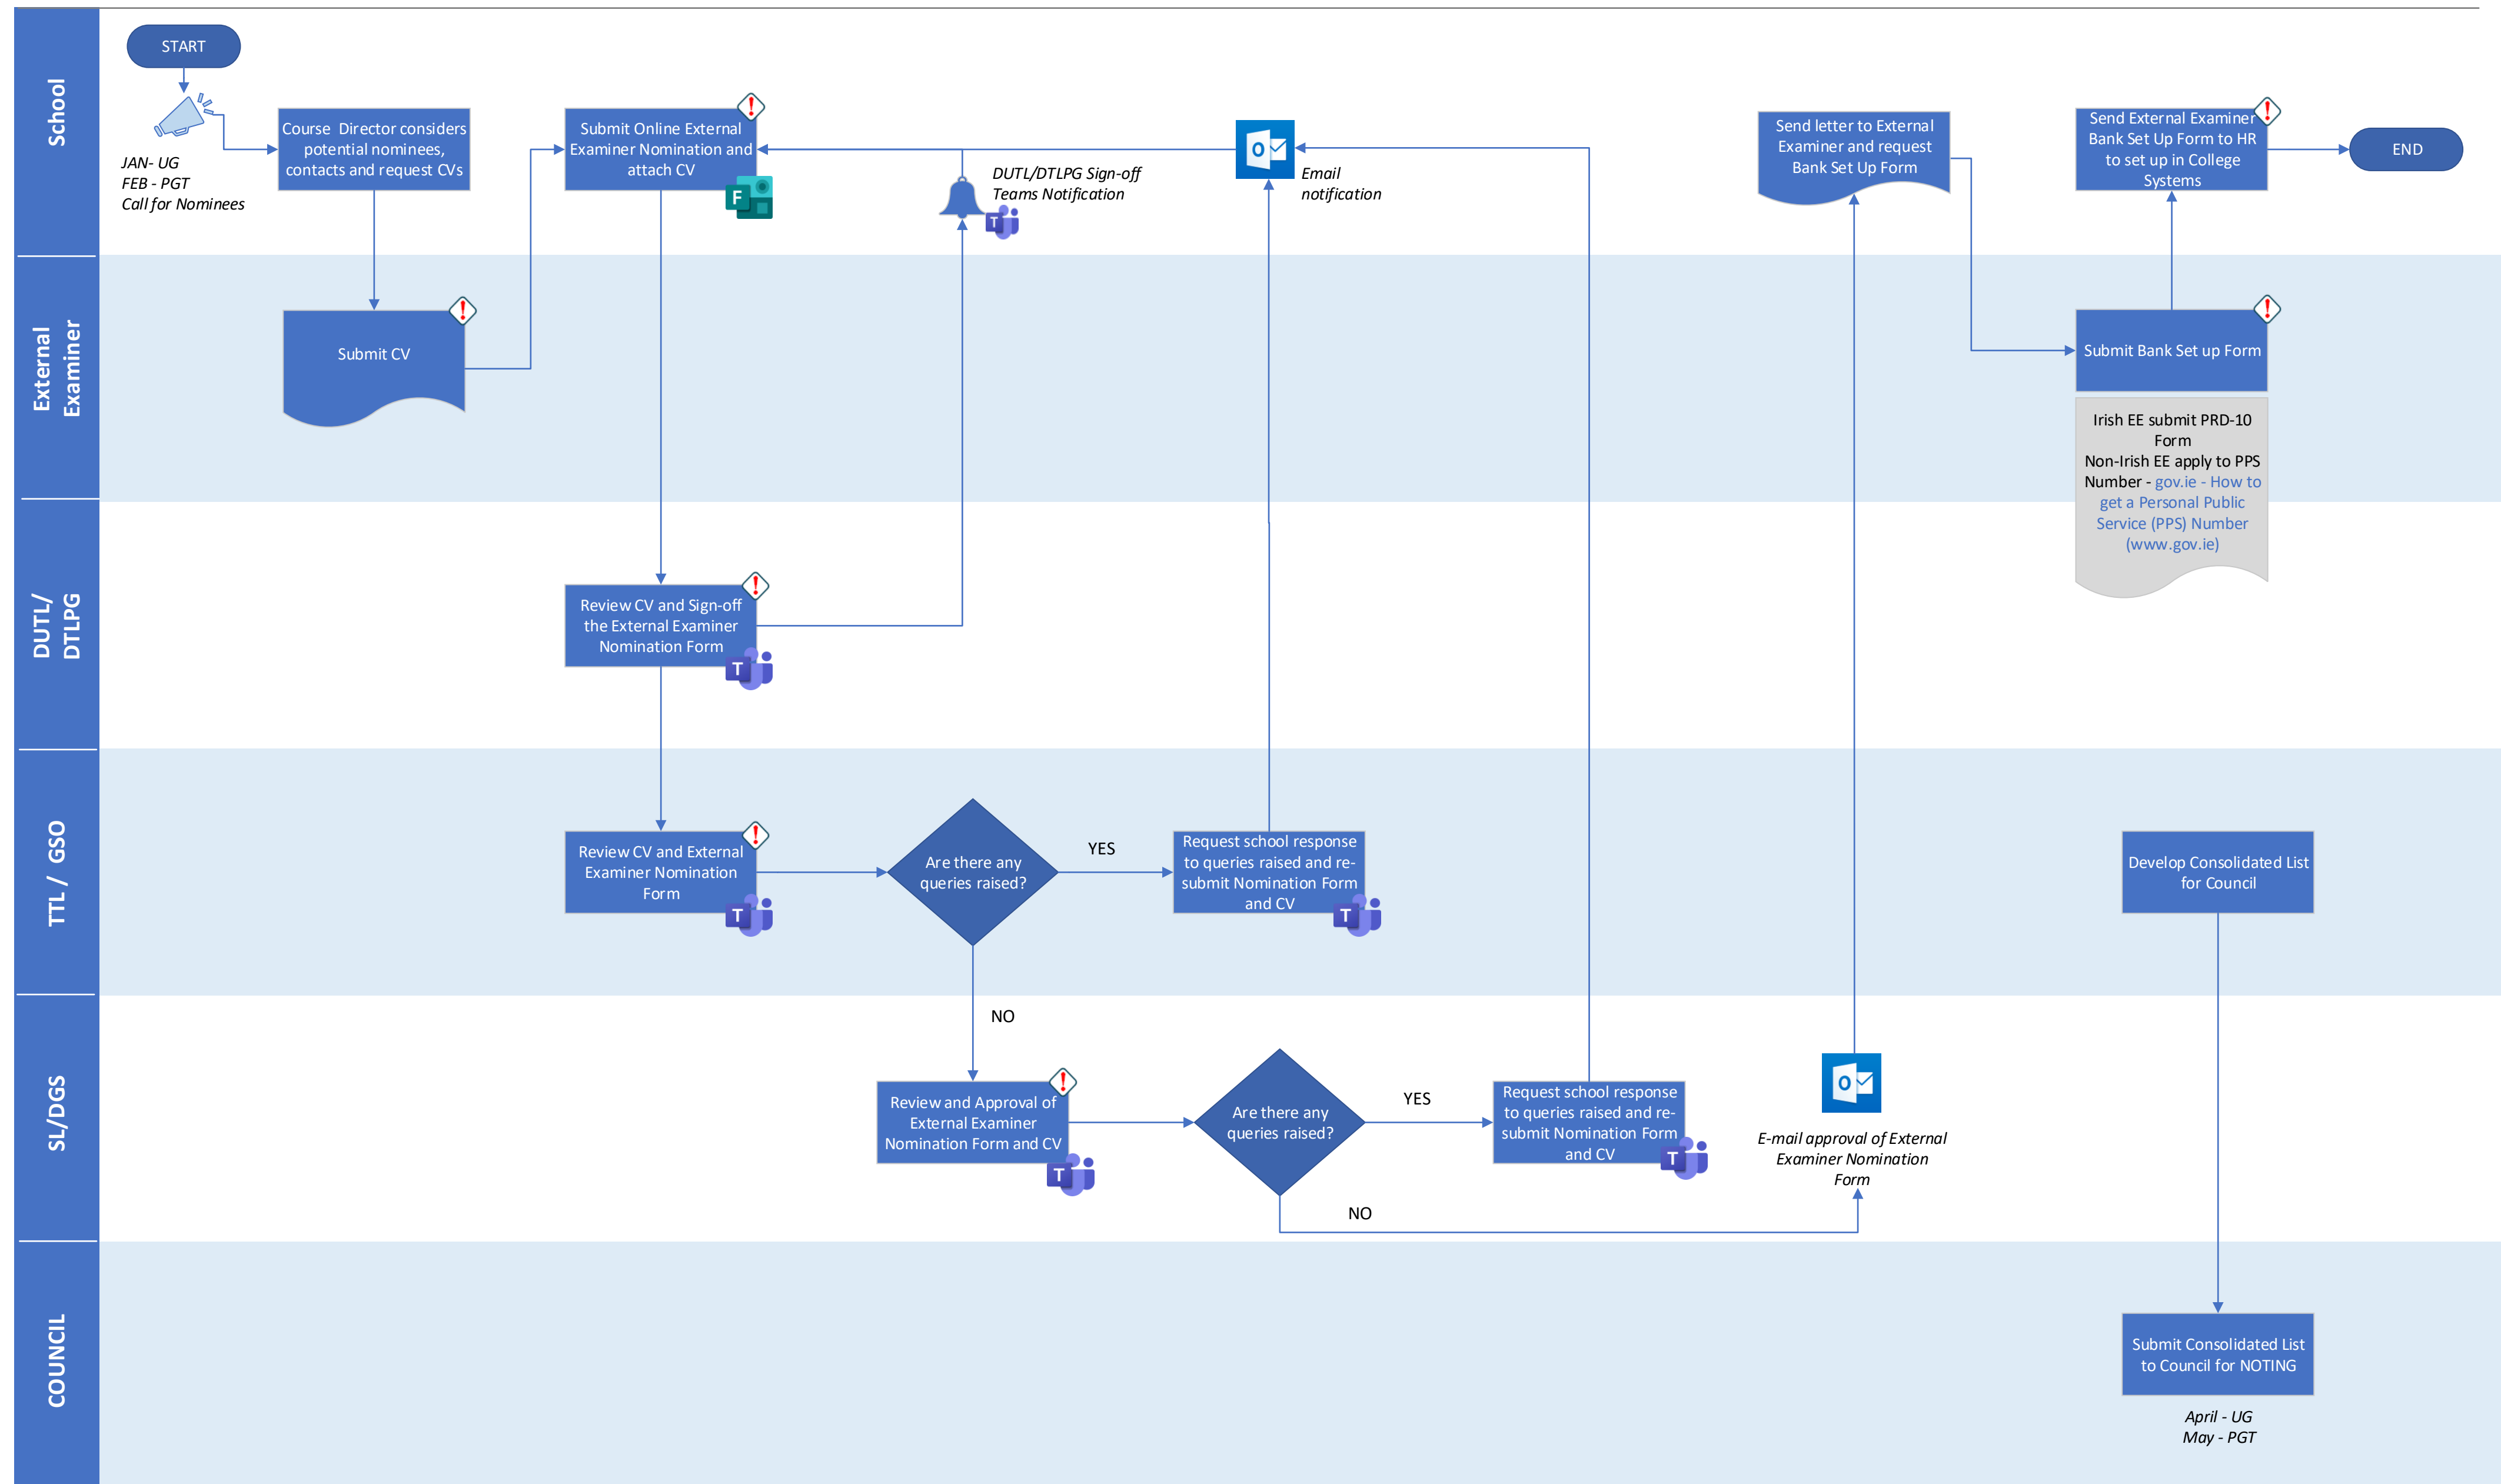 School
START
JAN- UG
FEB - PGT
Call for Nominees
Course  Director considers
potential nominees,
contacts and request CVs
Submit Online External
Examiner Nomination and
attach CV
F
DUTL/DTLPG Sign-off
Teams Notification
T
O
Email
notification
Send letter to External
Examiner and request
Bank Set Up Form
Send External Examiner
Bank Set Up Form to HR
to set up in College
Systems
END
External
Examiner
Submit CV
Submit Bank Set up Form
Irish EE submit PRD-10
Form
Non-Irish EE apply to PPS
Number - gov.ie - How to
get a Personal Public
Service (PPS) Number
(www.gov.ie)
DUTL/
DTLPG
Review CV and Sign-off
the External Examiner
Nomination Form
T
TTL / GSO
Review CV and External
Examiner Nomination
Form
T
Are there any
queries raised?
YES
Request school response
to queries raised and re-
submit Nomination Form
and CV
T
Develop Consolidated List
for Council
NO
SL/DGS
Review and Approval of
External Examiner
Nomination Form and CV
T
Are there any
queries raised?
YES
Request school response
to queries raised and re-
submit Nomination Form
and CV
T
O
E-mail approval of External
Examiner Nomination
Form
NO
COUNCIL
Submit Consolidated List
to Council for NOTING
April - UG
May - PGT